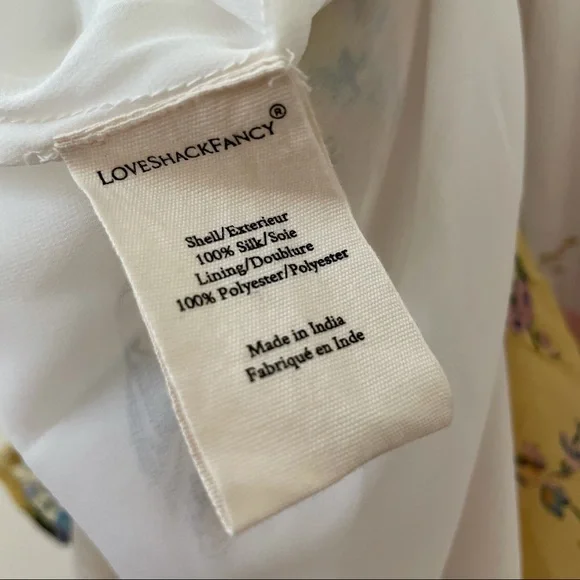 LOVESHACKFANCY®
Shell/Exterieur
100% Silk/Soie
Lining/Doublure
100% Polyester/Polyester
Made in India
Fabriqué en Inde